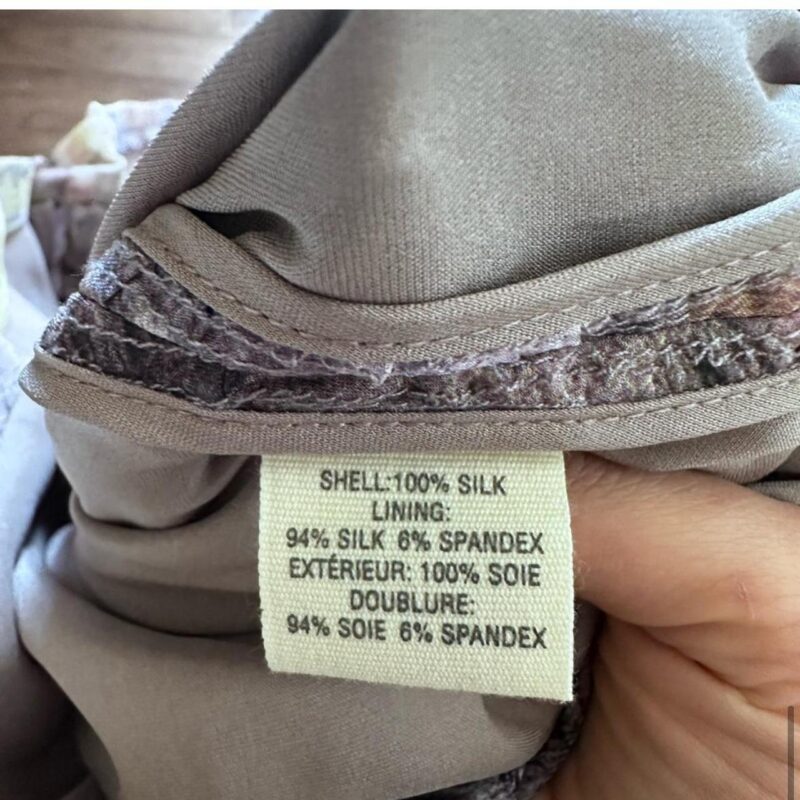 SHELL:100% SILK
LINING:
94% SILK 6% SPANDEX
EXTÉRIEUR: 100% SOIE
DOUBLURE:
94% SOIE 6% SPANDEX